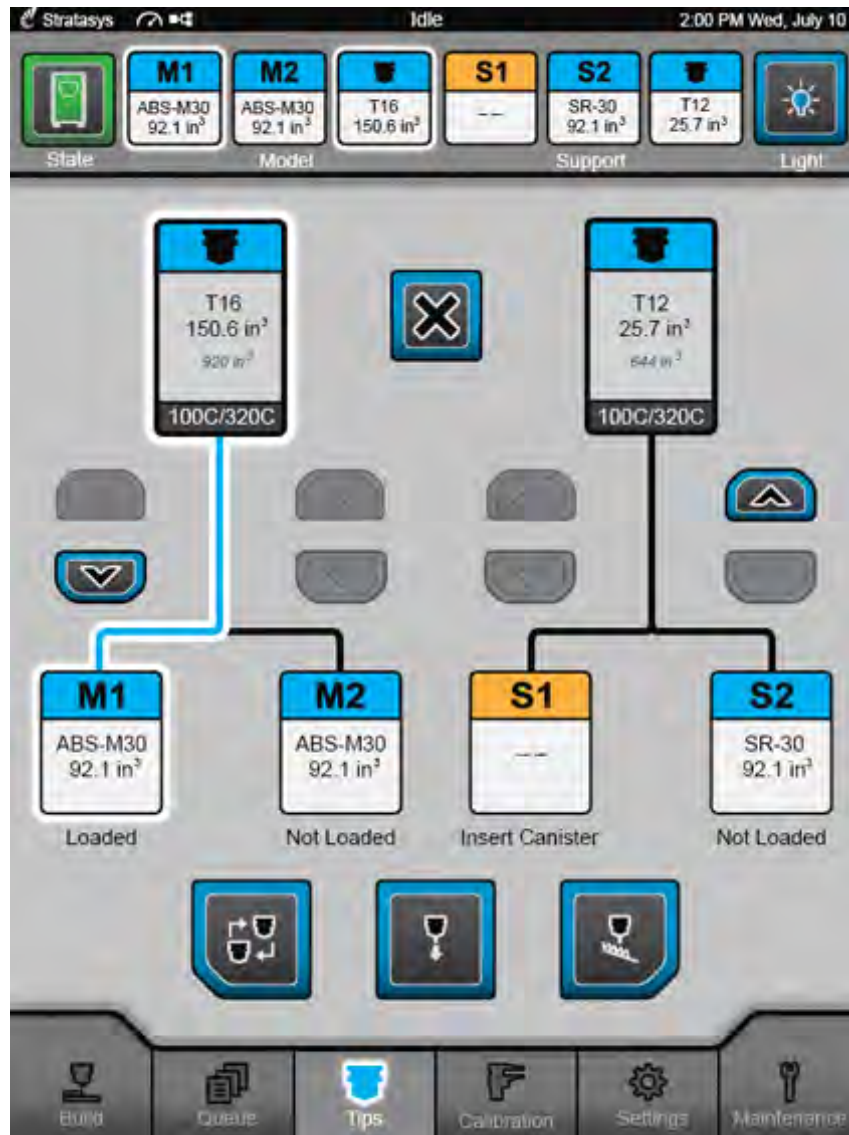 Stratasys Idle 2:00 PM Wed, July 10
M1 M2 S1 S2
ABS-M30 ABS-M30 T16 -- SR-30 T12
92.1 in³ 92.1 in³ 150.6 in³ 92.1 in³ 25.7 in³
State Model Support Light
T16 T12
150.6 in³ 25.7 in³
920 in³ 644 in³
100C/320C 100C/320C
M1 M2 S1 S2
ABS-M30 ABS-M30 -- SR-30
92.1 in³ 92.1 in³ 92.1 in³
Loaded Not Loaded Insert Canister Not Loaded
Build Queue Tips Calibration Settings Maintenance